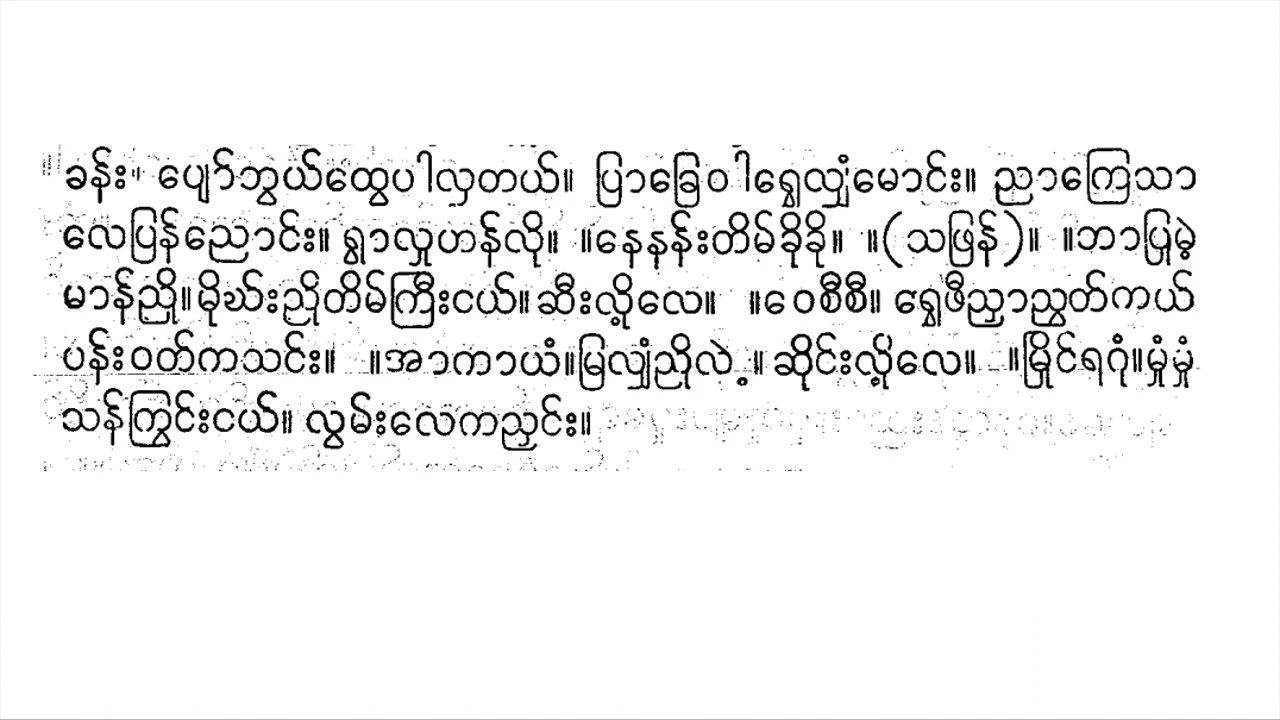 ။ခန်း။ ပျော်ဘွယ်ထွေပါလှတယ်။ ပြာခြေဝါရွှေလျှံမောင်း။ ညာကြေသာ
လေပြန်ညောင်း။ ရွှာလှုဟန်လို။ ။နေနန်းတိမ်ခိုခို။ ။(သဖြန်)။ ။ဘာပြုမဲ့
မာန်ညို။မိုဃ်းညိုတိမ်ကြီးငယ်။ဆီးလို့လေ။ ။ဝေစီစီ။ ရွှေဖီညှာညွတ်ကယ်
ပန်းဝတ်ကသင်း။ ။အာကာယံ။မြလျှံညိုလဲ့။ ဆိုင်းလို့လေ။ ။မြိုင်ရဂုံ။မှုံမှုံ
သန်ကြွင်းငယ်။ လွမ်းလေကညှင်း။